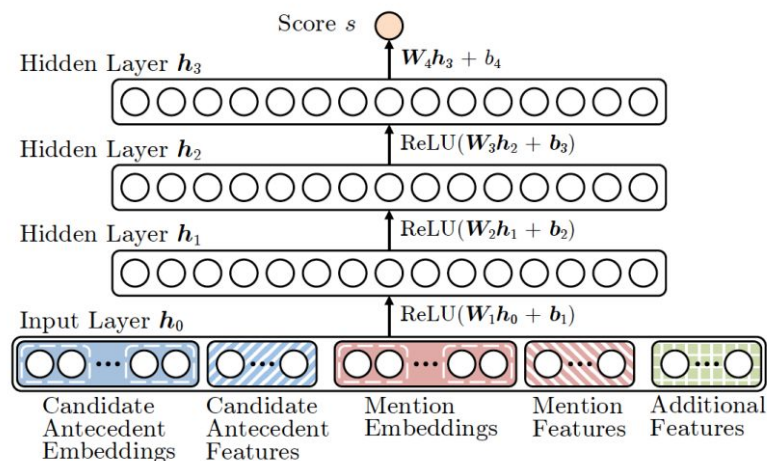 Score s
W₄h₃ + b₄
Hidden Layer h₃
ReLU(W₃h₂ + b₃)
Hidden Layer h₂
ReLU(W₂h₁ + b₂)
Hidden Layer h₁
ReLU(W₁h₀ + b₁)
Input Layer h₀
Candidate
Antecedent
Embeddings
Candidate
Antecedent
Features
Mention
Embeddings
Mention
Features
Additional
Features